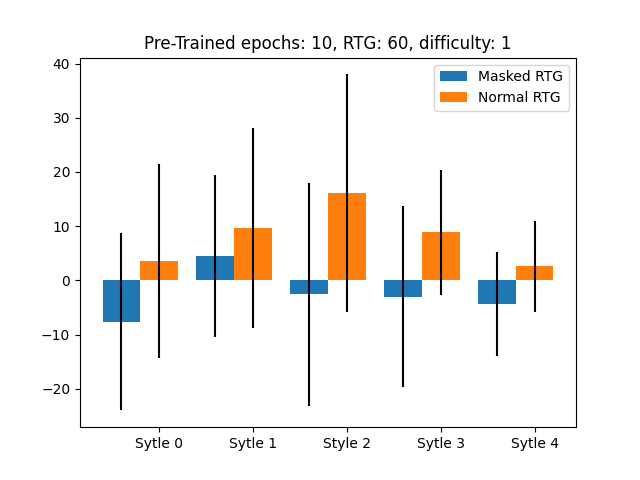 Pre-Trained epochs: 10, RTG: 60, difficulty: 1
Masked RTG
Normal RTG
40
30
20
10
0
−10
−20
Sytle 0 Sytle 1 Style 2 Sytle 3 Sytle 4